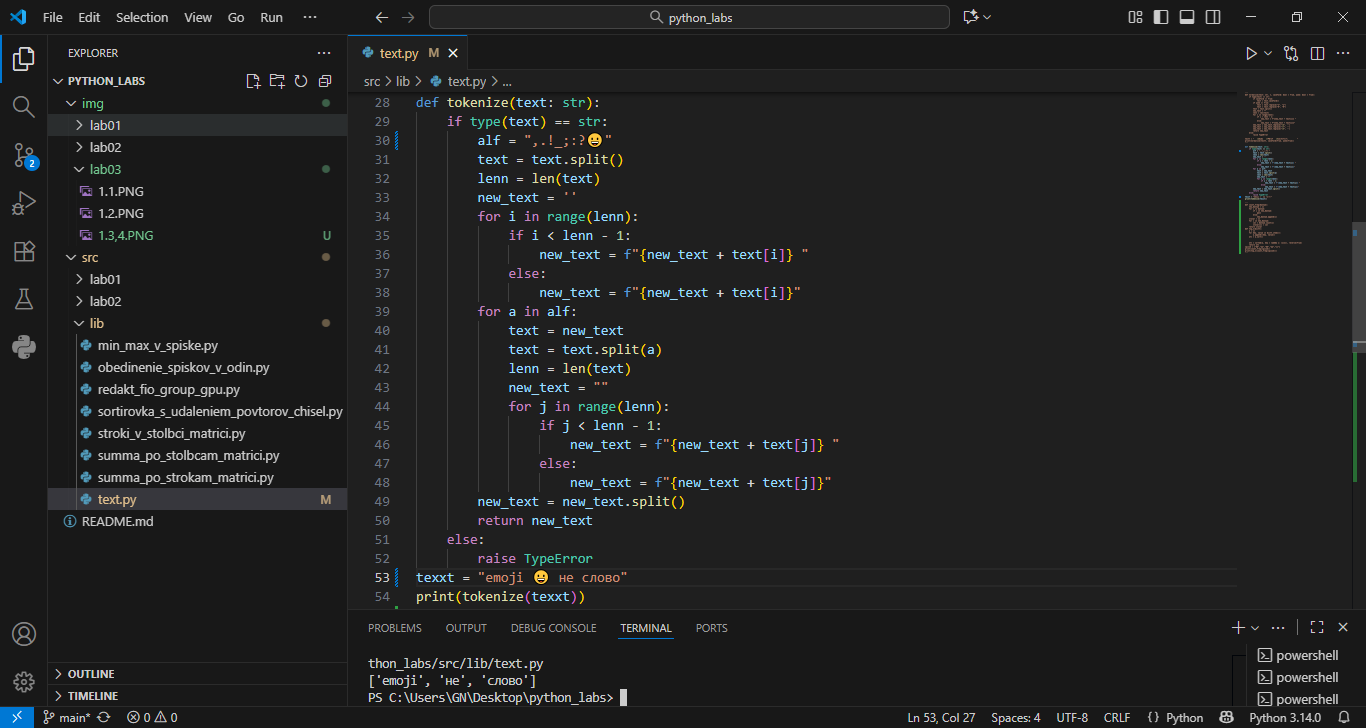 File Edit Selection View Go Run ··· python_labs
EXPLORER ···
PYTHON_LABS
img
lab01
lab02
lab03
1.1.PNG
1.2.PNG
1.3,4.PNG U
src
lab01
lab02
lib
min_max_v_spiske.py
obedinenie_spiskov_v_odin.py
redakt_fio_group_gpu.py
sortirovka_s_udaleniem_povtorov_chisel.py
stroki_v_stolbci_matrici.py
summa_po_stolbcam_matrici.py
summa_po_strokam_matrici.py
text.py M
README.md
OUTLINE
TIMELINE
2
text.py M
src > lib > text.py > ...
28 def tokenize(text: str):
29     if type(text) == str:
30         alf = ",.!_;:?😀"
31         text = text.split()
32         lenn = len(text)
33         new_text = ''
34         for i in range(lenn):
35             if i < lenn - 1:
36                 new_text = f"{new_text + text[i]} "
37             else:
38                 new_text = f"{new_text + text[i]}"
39         for a in alf:
40             text = new_text
41             text = text.split(a)
42             lenn = len(text)
43             new_text = ""
44             for j in range(lenn):
45                 if j < lenn - 1:
46                     new_text = f"{new_text + text[j]} "
47                 else:
48                     new_text = f"{new_text + text[j]}"
49         new_text = new_text.split()
50         return new_text
51     else:
52         raise TypeError
53 texxt = "emoji 😀 не слово"
54 print(tokenize(texxt))
PROBLEMS OUTPUT DEBUG CONSOLE TERMINAL PORTS
thon_labs/src/lib/text.py
['emoji', 'не', 'слово']
PS C:\Users\GN\Desktop\python_labs>
powershell
powershell
powershell
main* 0 0 Ln 53, Col 27 Spaces: 4 UTF-8 CRLF {} Python Python 3.14.0